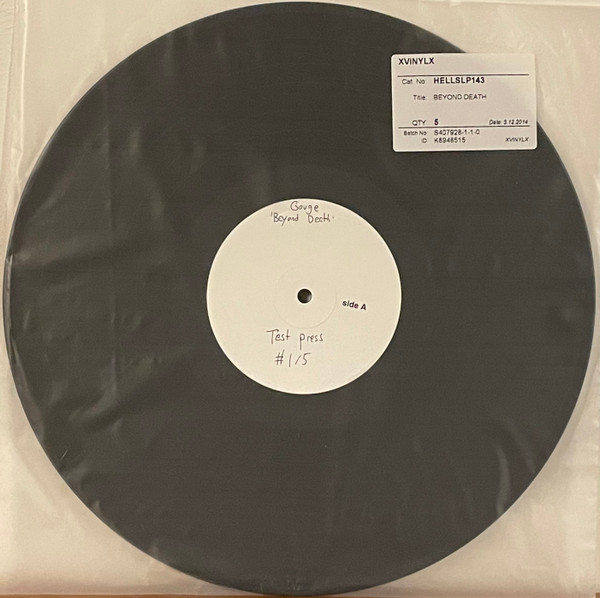 XVINYLX
Cat. No. HELLSLP143
Title BEYOND DEATH
QTY. 5 Date: 3.12.2014
Batch No: S407928-1-1-0
ID K8948515 XVINYLX
Gouge
'Beyond Death'
side A
Test press
#1/5